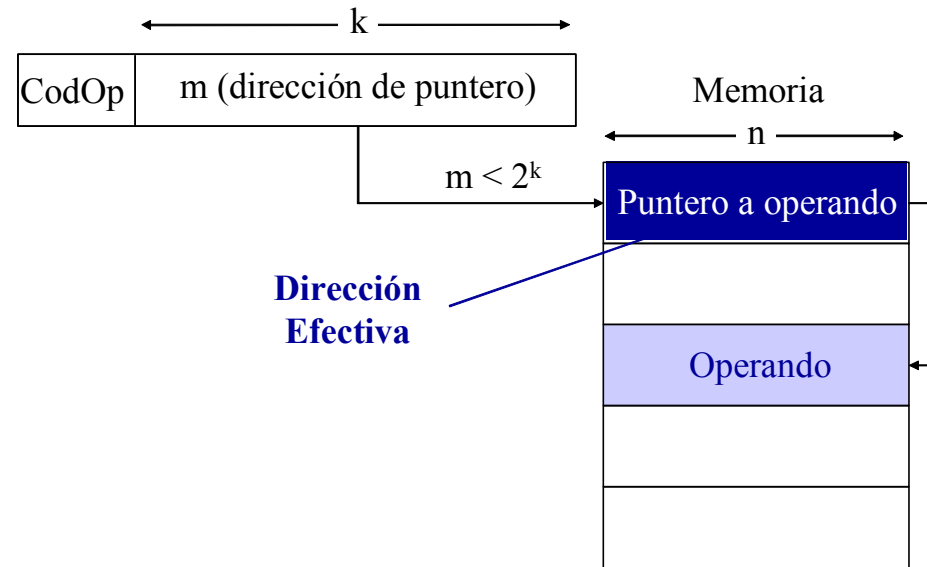 k
CodOp
m (dirección de puntero)
Memoria
n
m < 2ᵏ
Puntero a operando
Dirección
Efectiva
Operando